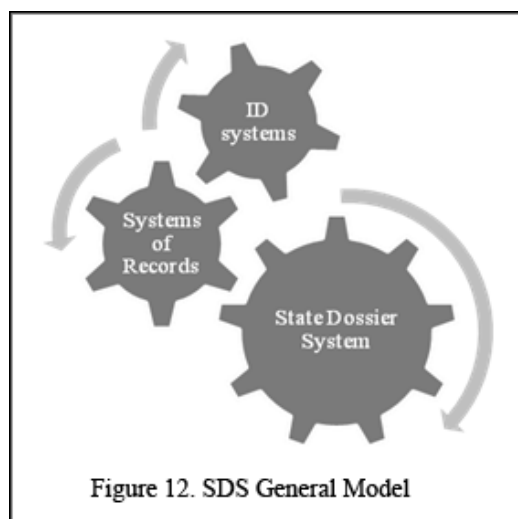 ID
systems
Systems
of
Records
State Dossier
System
Figure 12. SDS General Model